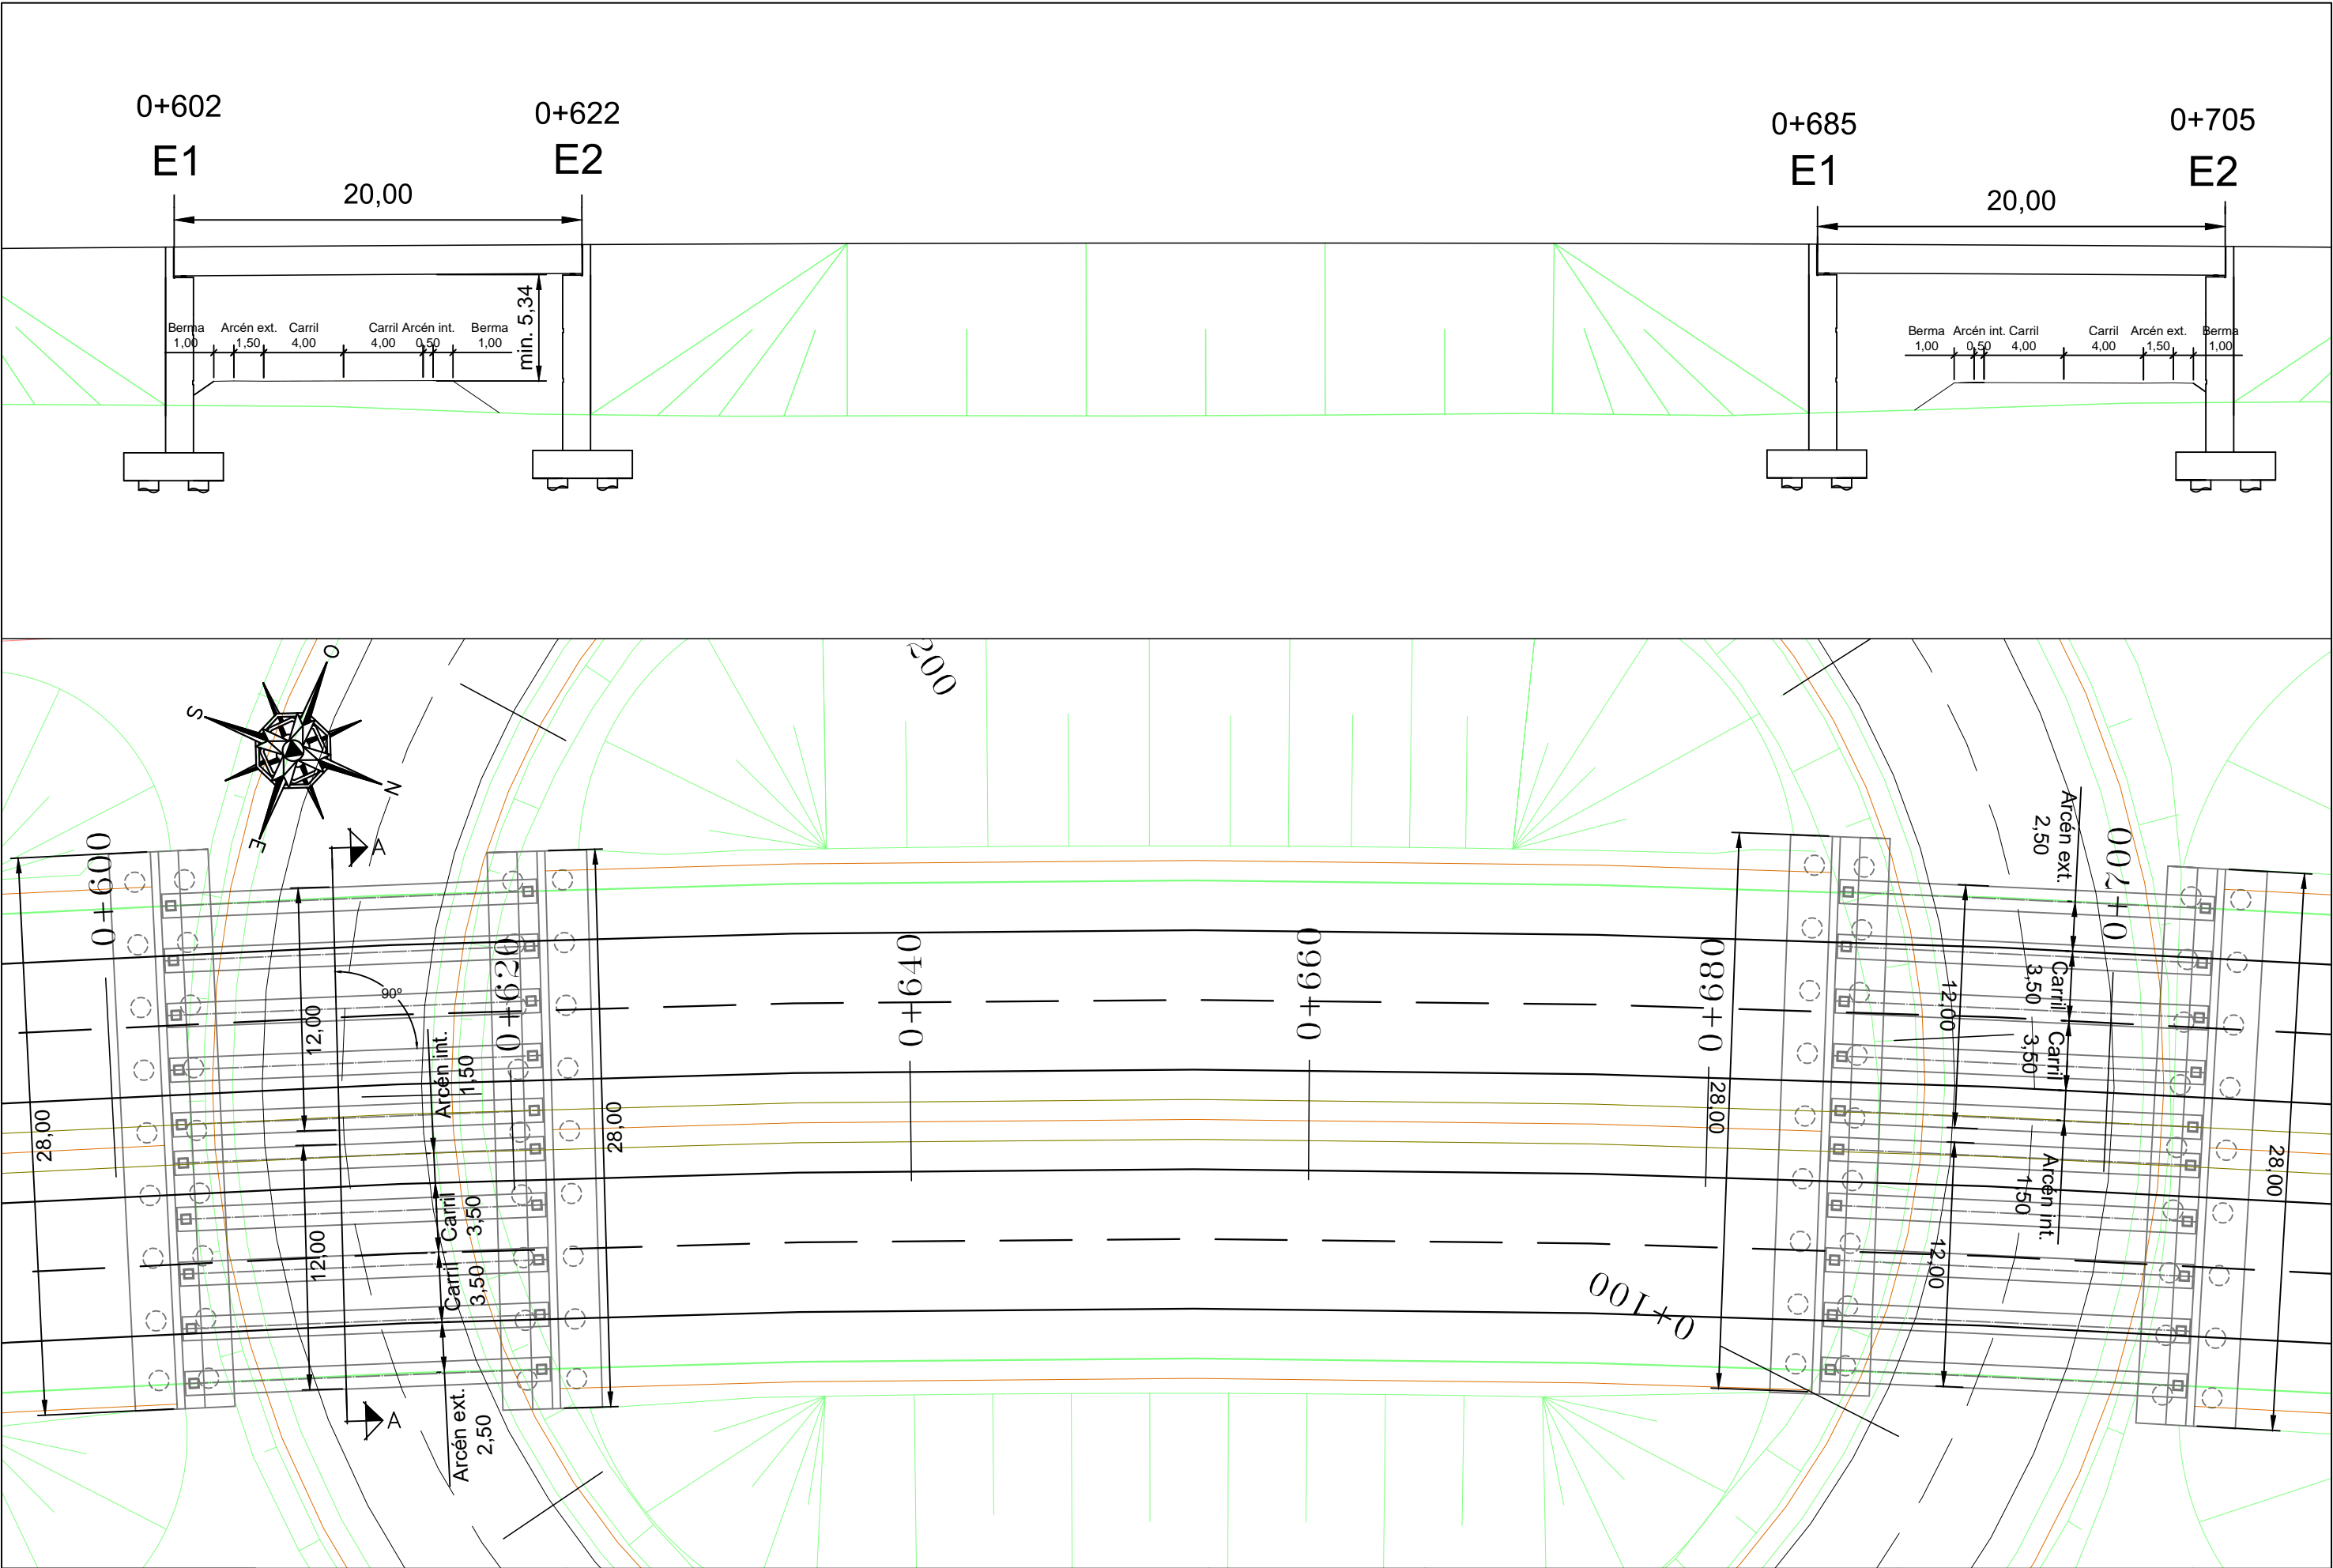 0+602
0+622
0+685
0+705
E1
E2
E1
E2
20,00
20,00
min. 5,34
Berma
Arcén ext.
Carril
Carril
Arcén int.
Berma
1,00
1,50
4,00
4,00
0,50
1,00
Berma
Arcén int.
Carril
Carril
Arcén ext.
Berma
1,00
0,50
4,00
4,00
1,50
1,00
200
O
S
N
E
A
A
90º
0+600
0+620
0+640
0+660
0+680
0+700
0+100
28,00
12,00
12,00
28,00
Arcén int.
1,50
Carril
3,50
Carril
3,50
Arcén ext.
2,50
28,00
12,00
12,00
28,00
Arcén ext.
2,50
Carril
3,50
Carril
3,50
Arcén int.
1,50